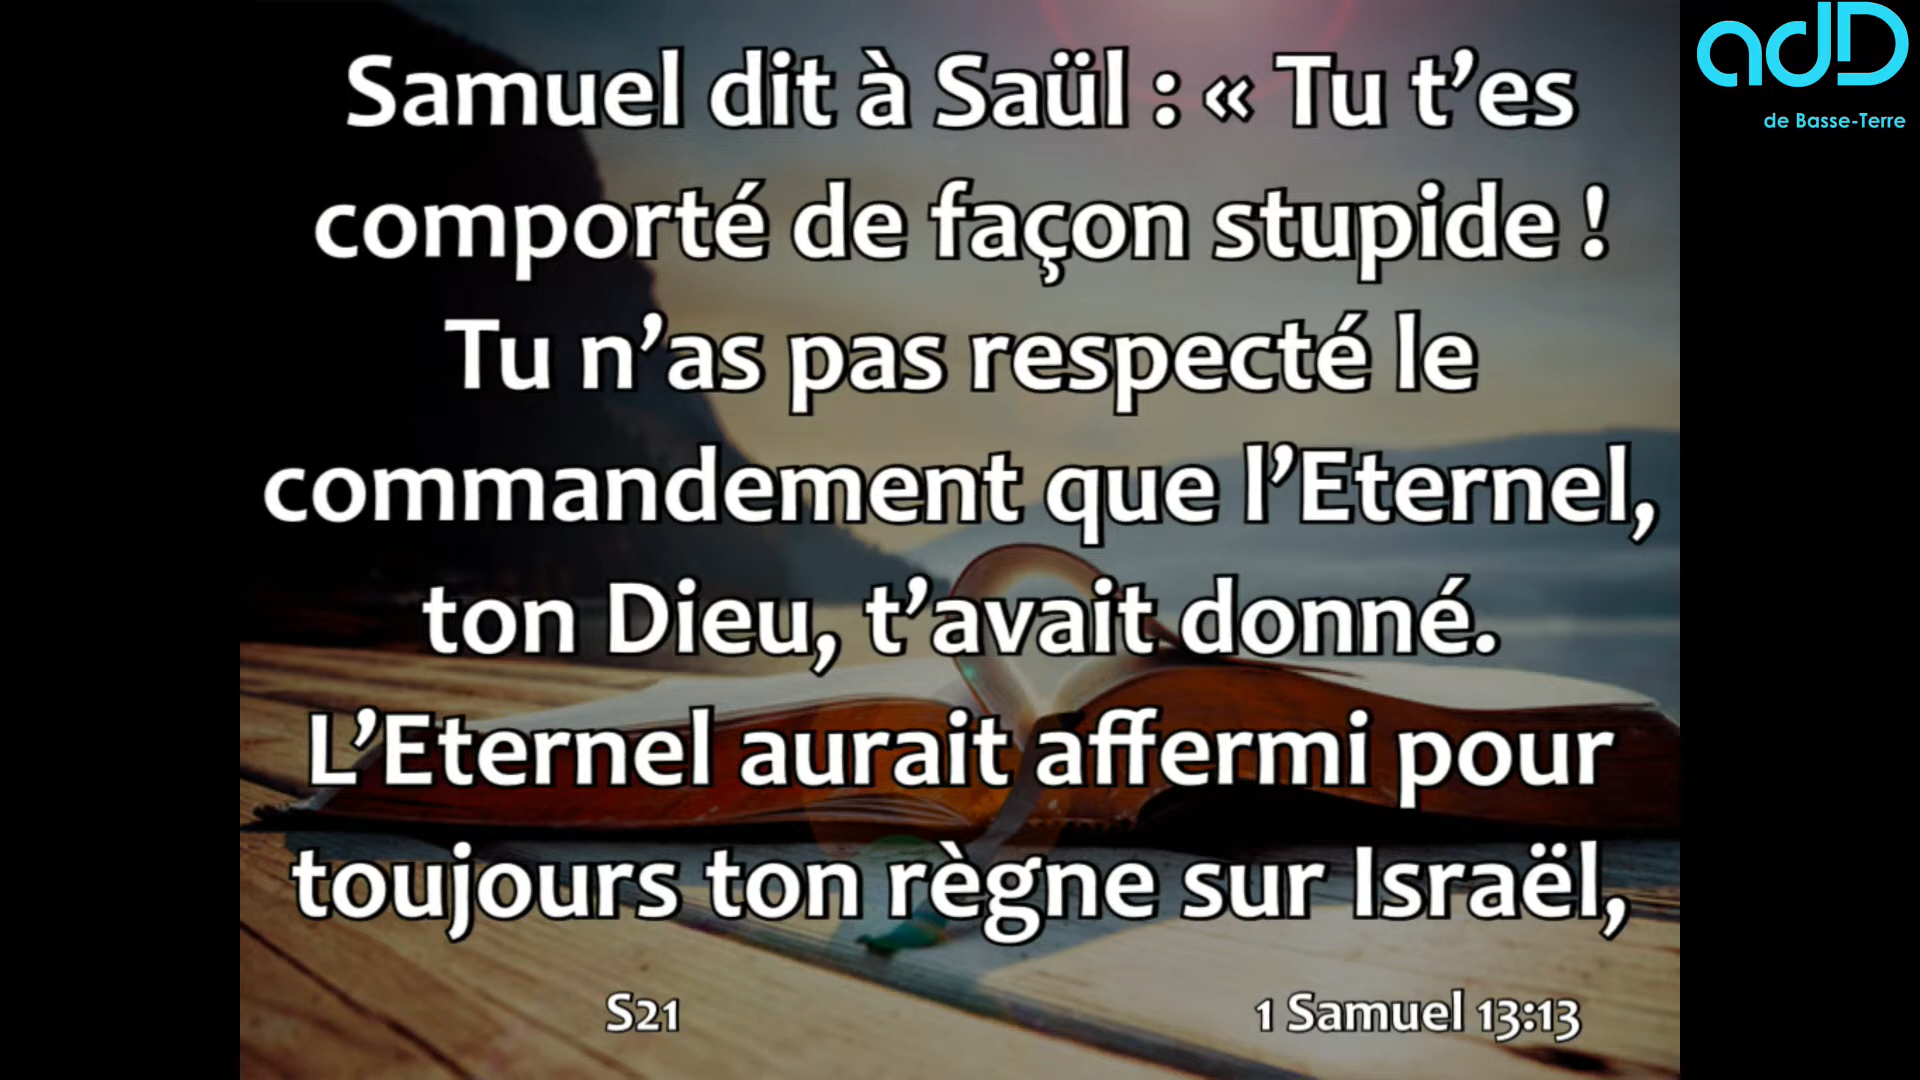 adD
de Basse-Terre
Samuel dit à Saül : « Tu t’es
comporté de façon stupide !
Tu n’as pas respecté le
commandement que l’Eternel,
ton Dieu, t’avait donné.
L’Eternel aurait affermi pour
toujours ton règne sur Israël,
S21
1 Samuel 13:13